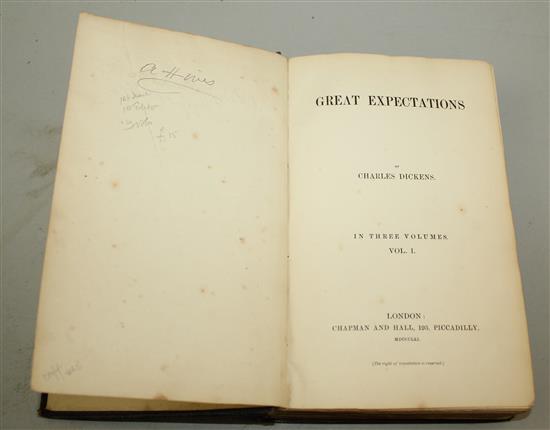 £15
GREAT EXPECTATIONS
BY
CHARLES DICKENS.
IN THREE VOLUMES.
VOL. I.
LONDON:
CHAPMAN AND HALL, 193, PICCADILLY.
MDCCCLXI.
(The right of translation is reserved.)